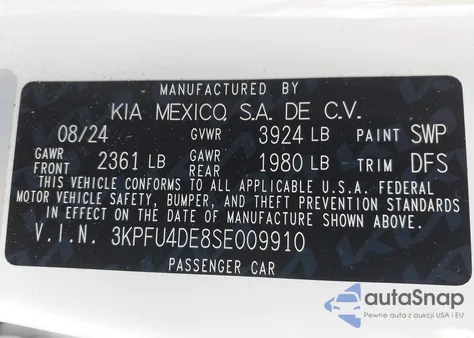 MANUFACTURED BY
KIA MEXICO, S.A. DE C.V.
08/24 GVWR 3924 LB PAINT SWP
GAWR FRONT 2361 LB GAWR REAR 1980 LB TRIM DFS
THIS VEHICLE CONFORMS TO ALL APPLICABLE U.S.A. FEDERAL
MOTOR VEHICLE SAFETY, BUMPER, AND THEFT PREVENTION STANDARDS
IN EFFECT ON THE DATE OF MANUFACTURE SHOWN ABOVE.
V.I.N. 3KPFU4DE8SE009910
PASSENGER CAR
autoSnap
Pewne auta z aukcji USA i EU